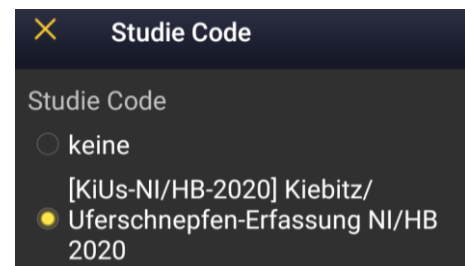 Studie Code
Studie Code
keine
[KiUs-NI/HB-2020] Kiebitz/
Uferschnepfen-Erfassung NI/HB
2020